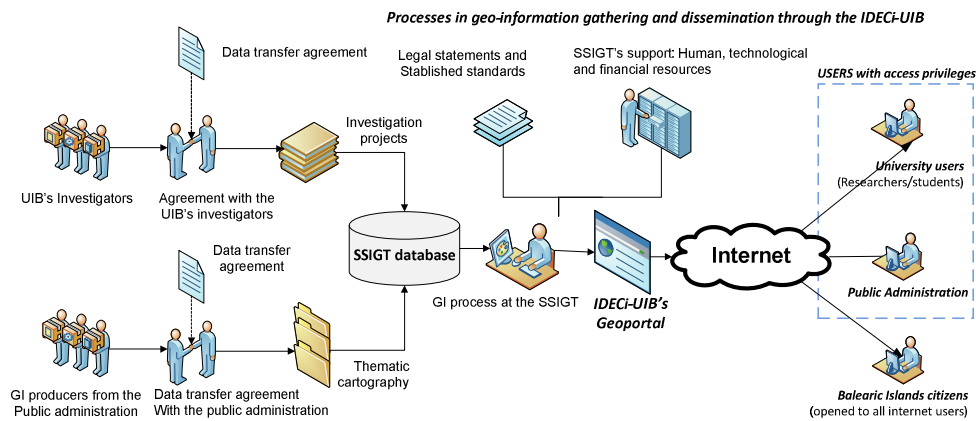 Processes in geo-information gathering and dissemination through the IDECi-UIB
Data transfer agreement
Legal statements and
Stablished standards
SSIGT's support: Human, technological
and financial resources
USERS with access privileges
Investigation
projects
UIB's Investigators
Agreement with the
UIB's investigators
University users
(Researchers/students)
Data transfer
agreement
SSIGT database
Internet
GI process at the SSIGT
IDECi-UIB's
Geoportal
Public Administration
Thematic
cartography
GI producers from the
Public administration
Data transfer agreement
With the public administration
Balearic Islands citizens
(opened to all internet users)